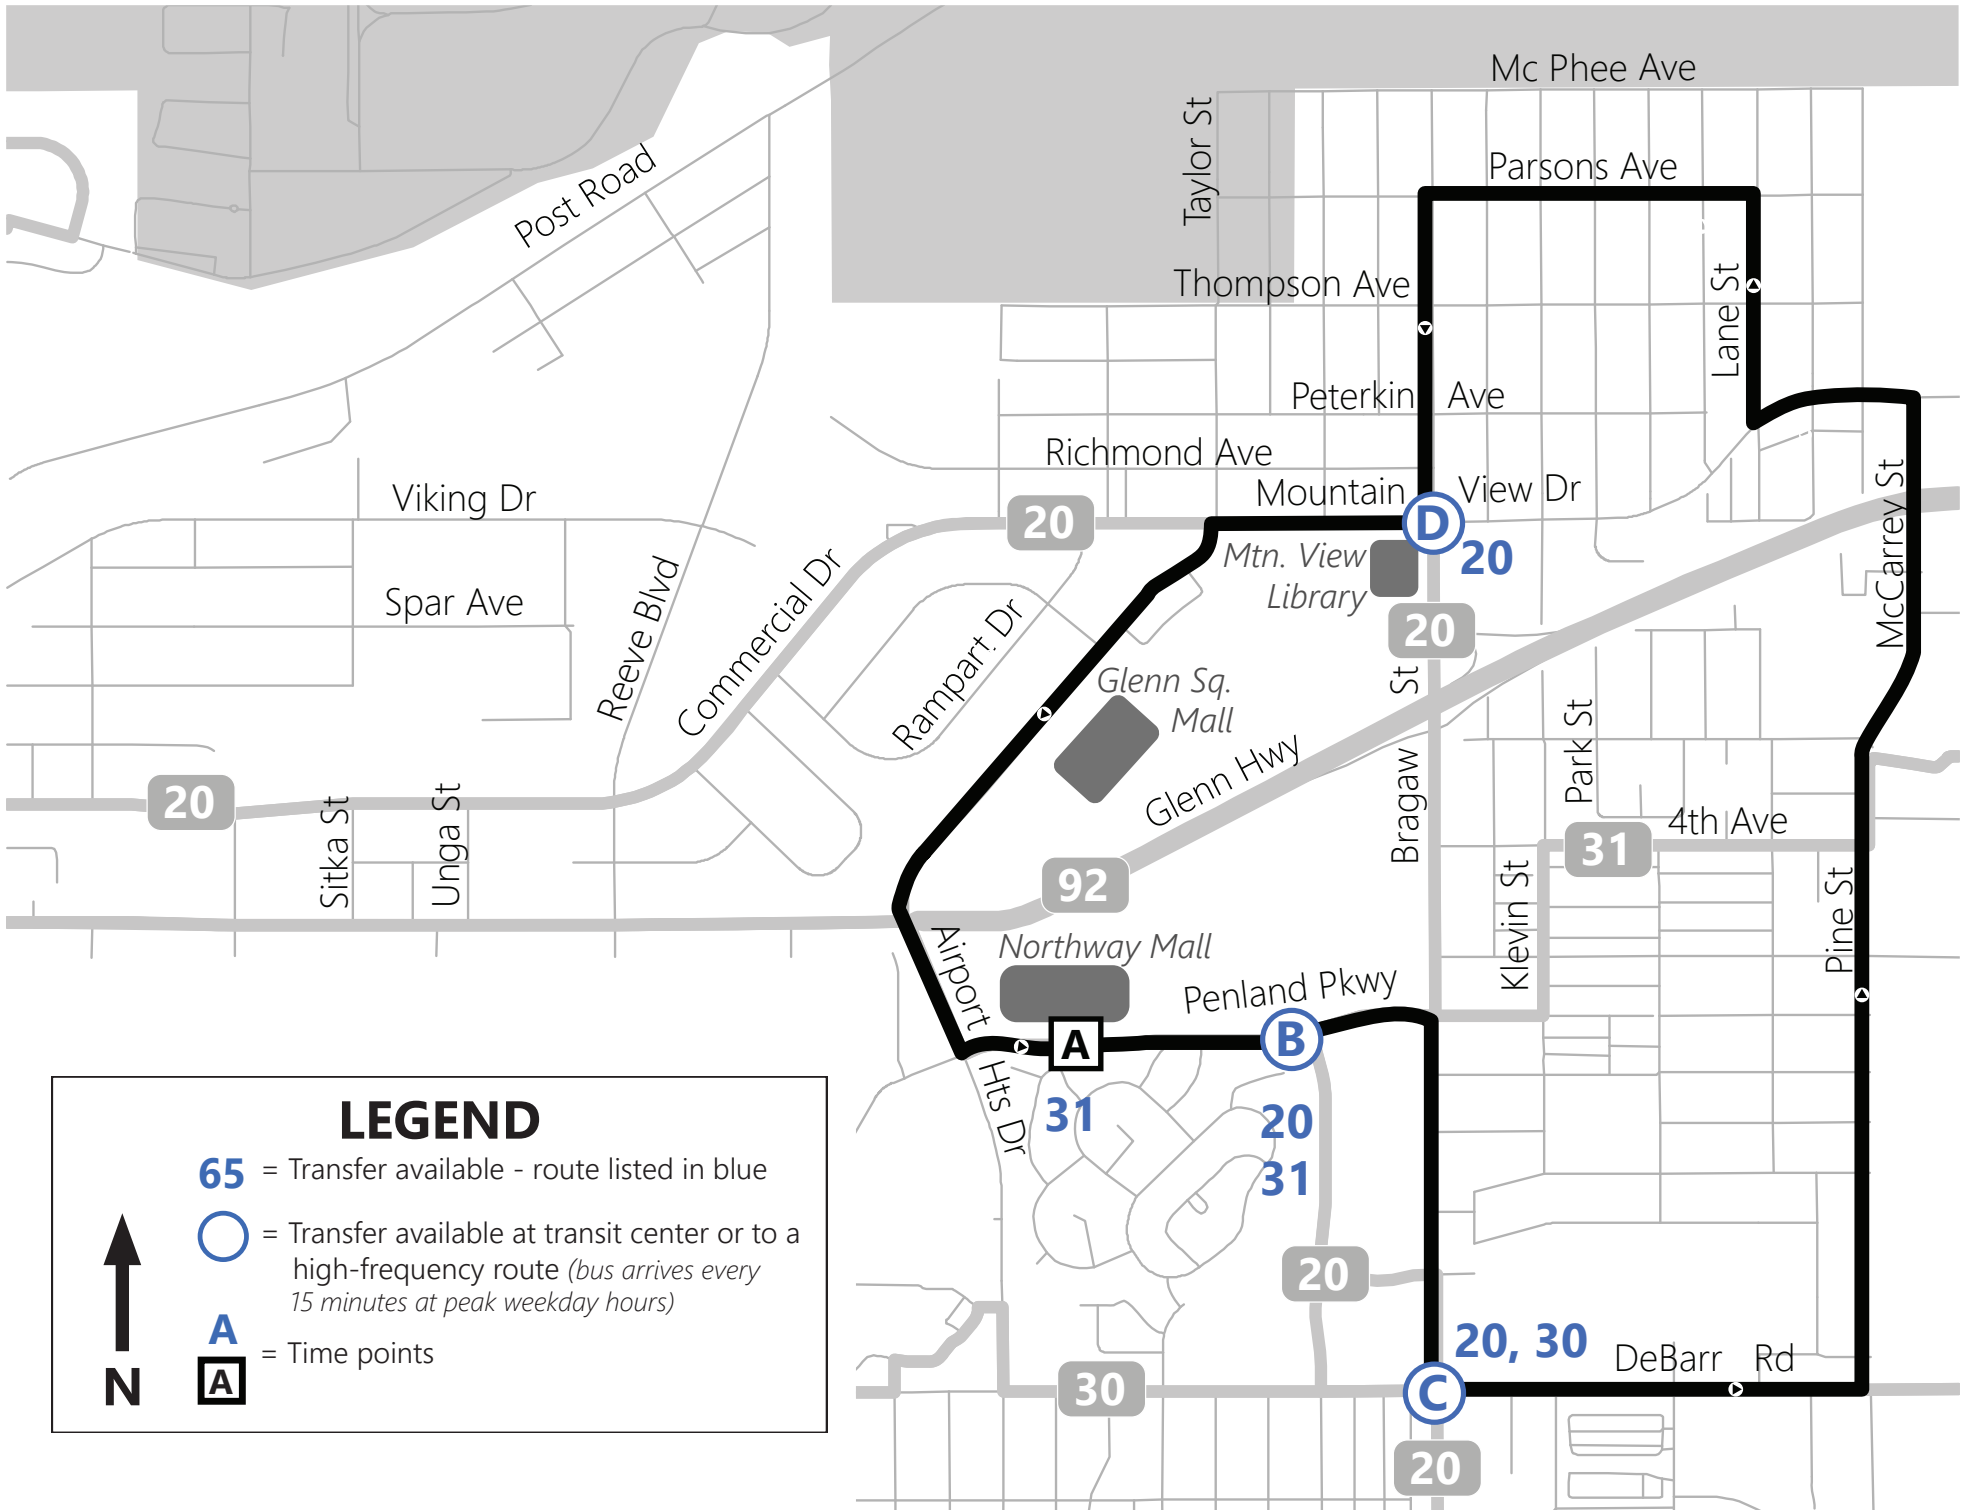 Mc Phee Ave
Taylor St
Parsons Ave
Post Road
Thompson Ave
Lane St
Peterkin Ave
Richmond Ave
Mountain View Dr
Viking Dr
20
D
20
Mtn. View
Library
McCarrey St
Spar Ave
Reeve Blvd
Commercial Dr
Rampart Dr
20
Glenn Sq.
Mall
Bragaw St
Park St
Glenn Hwy
20
Sitka St
Unga St
4th Ave
31
92
Klevin St
Pine St
Airport Hts Dr
Northway Mall
Penland Pkwy
A
B
31
20
31
20
20, 30
DeBarr Rd
30
C
20
LEGEND
65 = Transfer available - route listed in blue
= Transfer available at transit center or to a
high-frequency route (bus arrives every
15 minutes at peak weekday hours)
A
= Time points
A
N